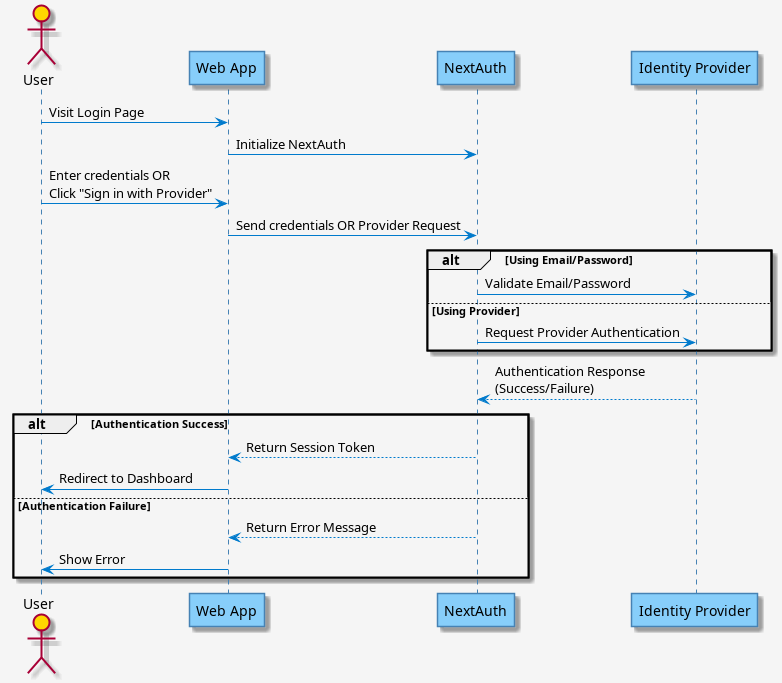 User
Web App
NextAuth
Identity Provider
Visit Login Page
Initialize NextAuth
Enter credentials OR
Click "Sign in with Provider"
Send credentials OR Provider Request
alt
[Using Email/Password]
Validate Email/Password
[Using Provider]
Request Provider Authentication
Authentication Response
(Success/Failure)
alt
[Authentication Success]
Return Session Token
Redirect to Dashboard
[Authentication Failure]
Return Error Message
Show Error
User
Web App
NextAuth
Identity Provider